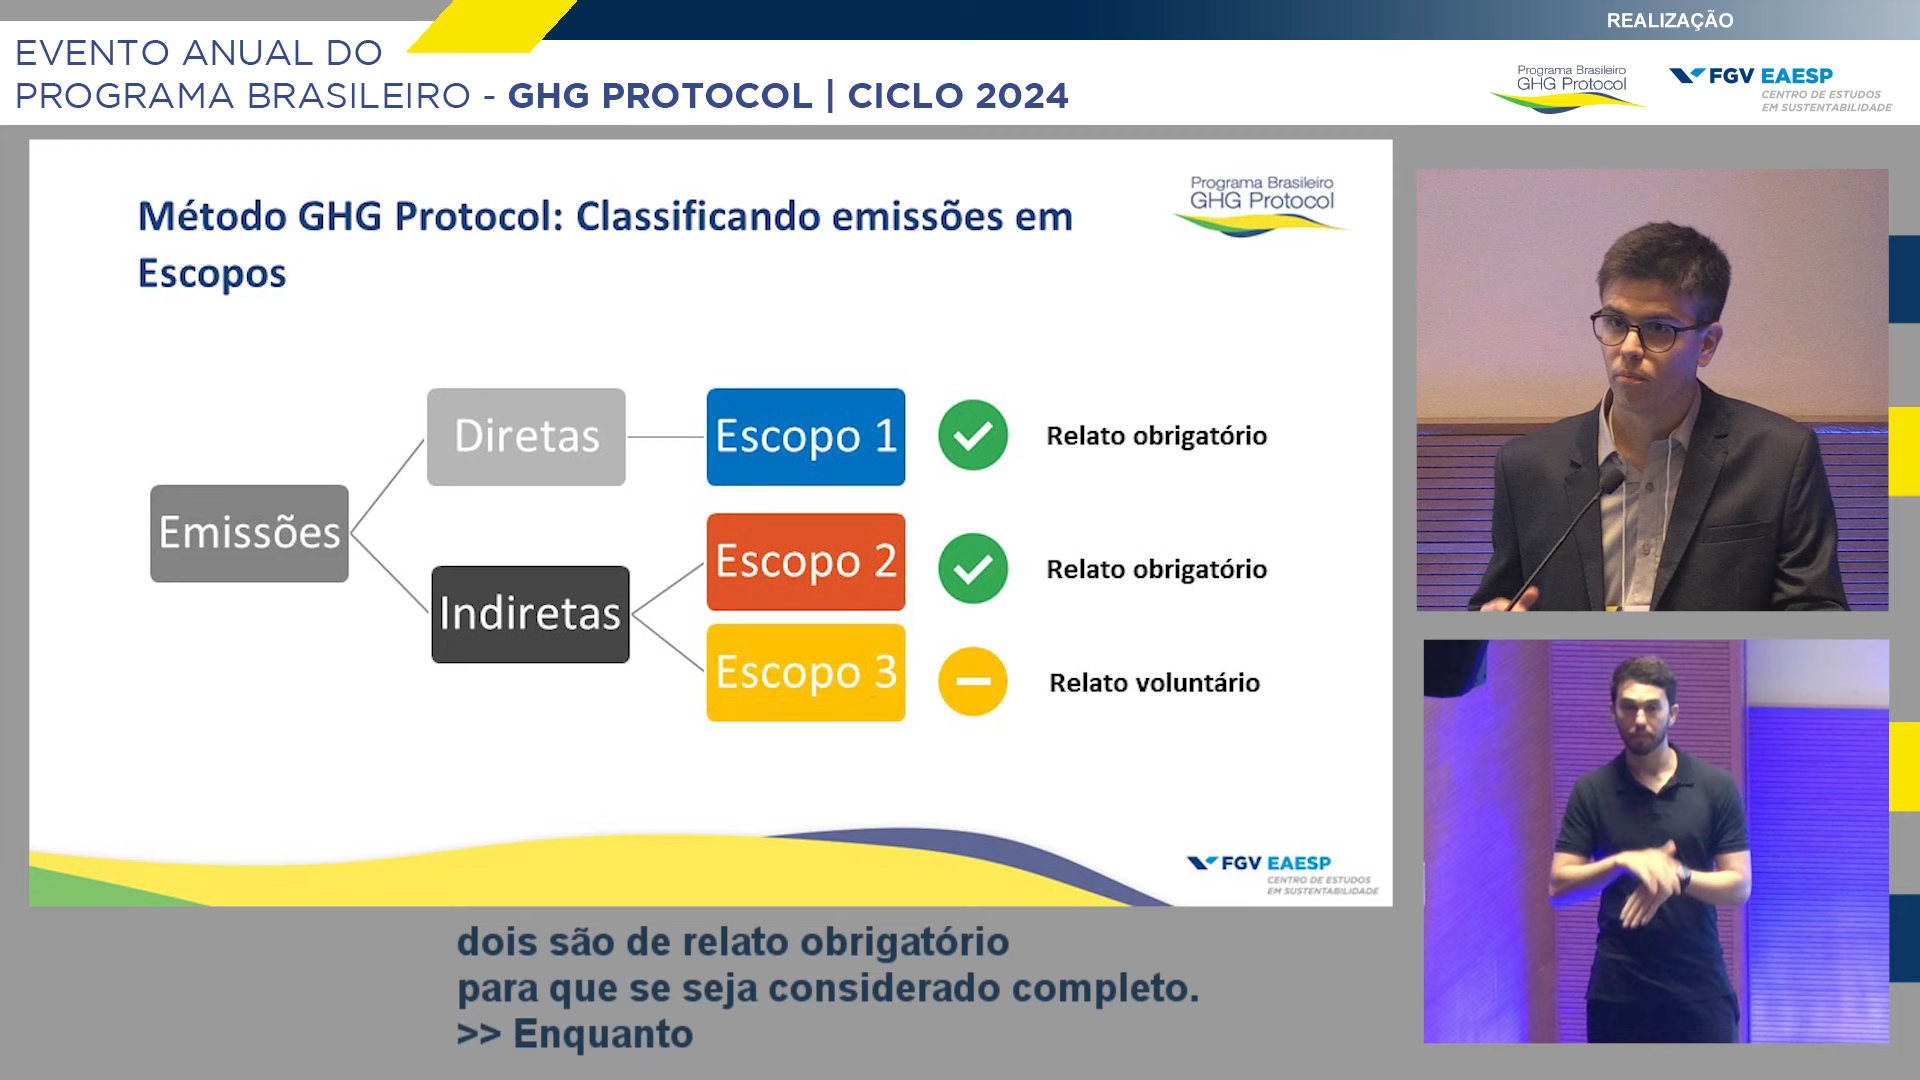 REALIZAÇÃO
EVENTO ANUAL DO
PROGRAMA BRASILEIRO - GHG PROTOCOL | CICLO 2024
Programa Brasileiro
GHG Protocol
FGV EAESP
CENTRO DE ESTUDOS
EM SUSTENTABILIDADE
Método GHG Protocol: Classificando emissões em
Escopos
Programa Brasileiro
GHG Protocol
Emissões
Diretas
Escopo 1
Relato obrigatório
Indiretas
Escopo 2
Relato obrigatório
Escopo 3
Relato voluntário
FGV EAESP
CENTRO DE ESTUDOS
EM SUSTENTABILIDADE
dois são de relato obrigatório
para que se seja considerado completo.
>> Enquanto